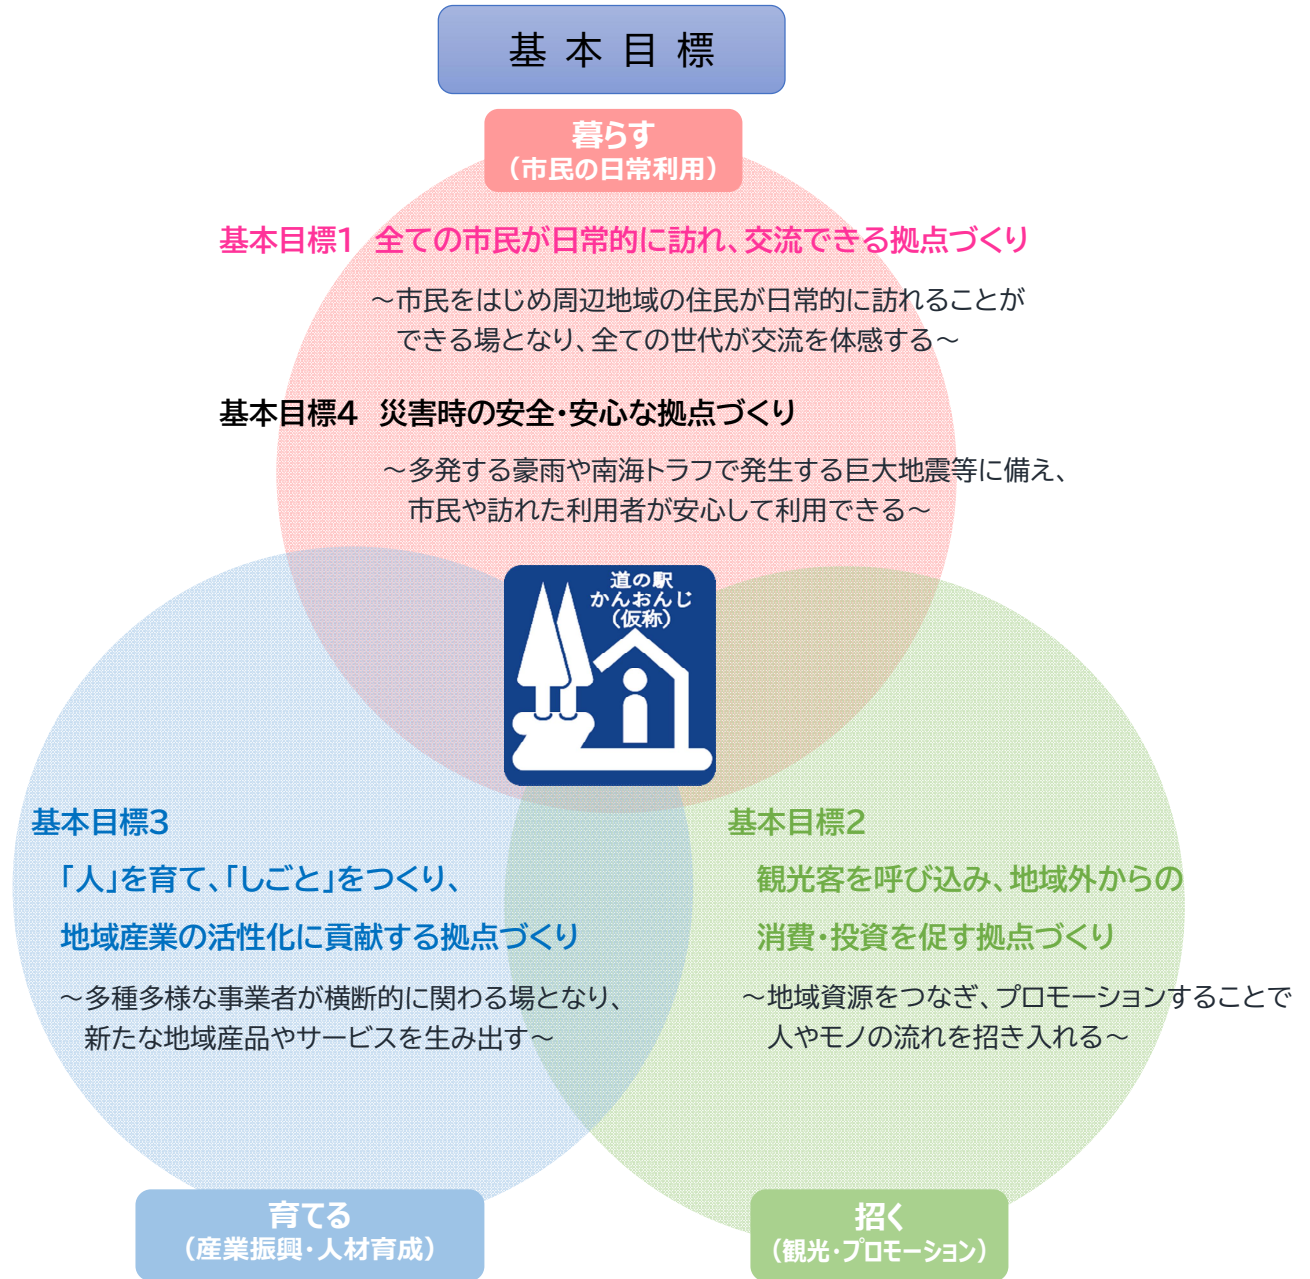 基本目標
暮らす
（市民の日常利用）
基本目標1　全ての市民が日常的に訪れ、交流できる拠点づくり
～市民をはじめ周辺地域の住民が日常的に訪れることが
できる場となり、全ての世代が交流を体感する～
基本目標4　災害時の安全・安心な拠点づくり
～多発する豪雨や南海トラフで発生する巨大地震等に備え、
市民や訪れた利用者が安心して利用できる～
道の駅
かんおんじ
（仮称）
基本目標3
「人」を育て、「しごと」をつくり、
地域産業の活性化に貢献する拠点づくり
～多種多様な事業者が横断的に関わる場となり、
新たな地域産品やサービスを生み出す～
基本目標2
観光客を呼び込み、地域外からの
消費・投資を促す拠点づくり
～地域資源をつなぎ、プロモーションすることで
人やモノの流れを招き入れる～
育てる
（産業振興・人材育成）
招く
（観光・プロモーション）